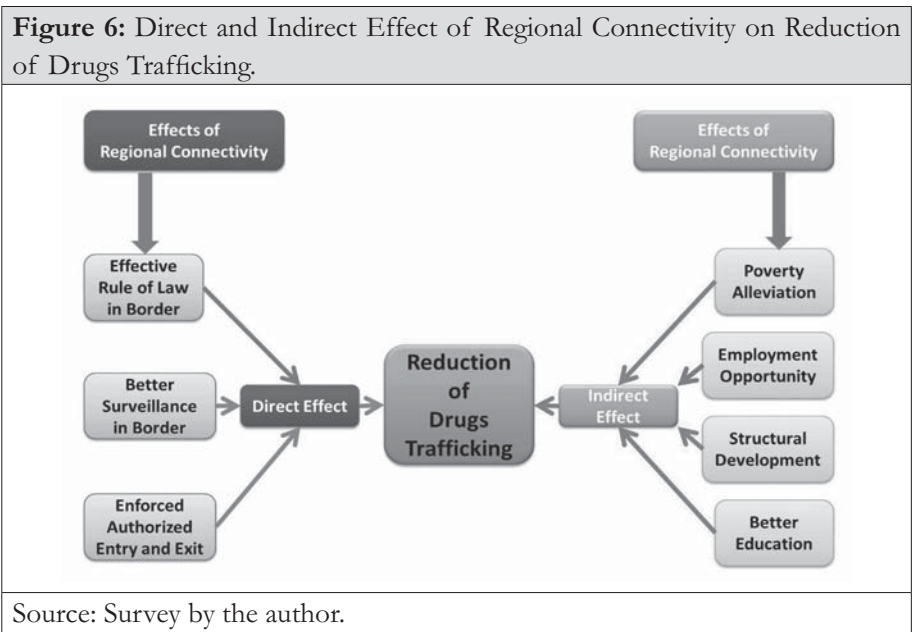 Figure 6: Direct and Indirect Effect of Regional Connectivity on Reduction
of Drugs Trafficking.
Effects of
Regional Connectivity
Effects of
Regional Connectivity
Effective
Rule of Law
in Border
Better
Surveillance
in Border
Enforced
Authorized
Entry and Exit
Direct Effect
Reduction
of
Drugs
Trafficking
Indirect
Effect
Poverty
Alleviation
Employment
Opportunity
Structural
Development
Better
Education
Source: Survey by the author.